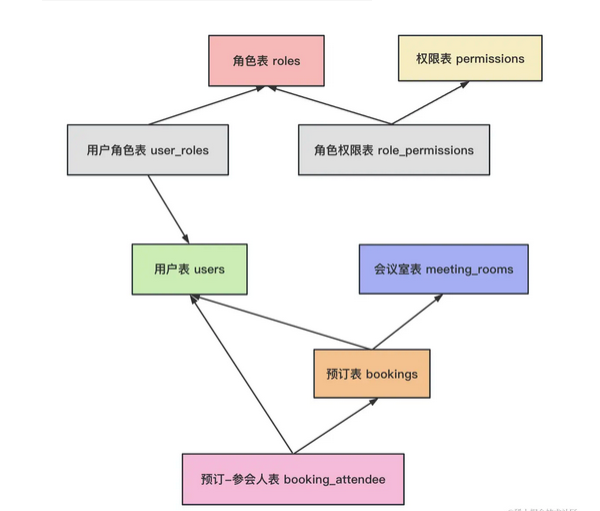 角色表 roles
权限表 permissions
用户角色表 user_roles
角色权限表 role_permissions
用户表 users
会议室表 meeting_rooms
预订表 bookings
预订-参会人表 booking_attendee